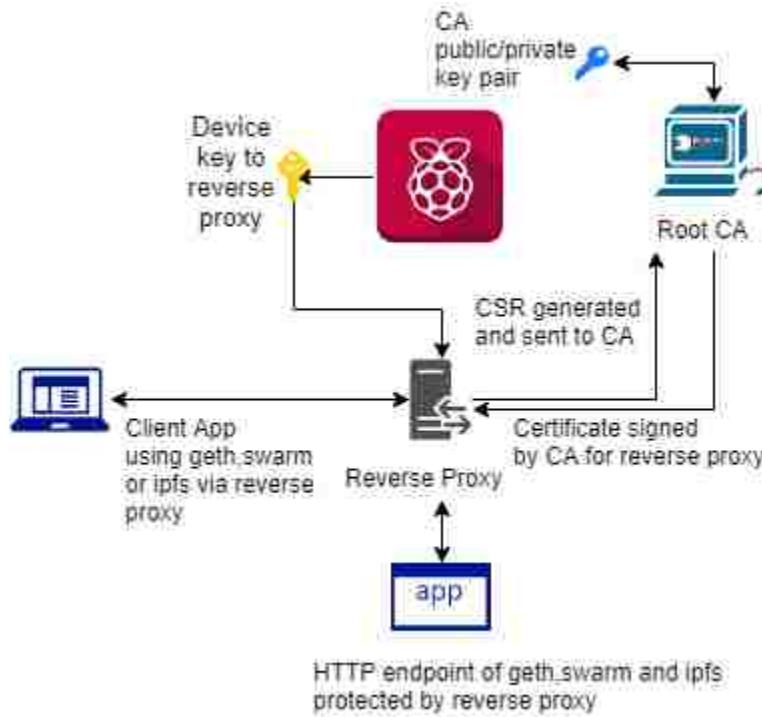 CA
public/private
key pair
Device
key to
reverse
proxy
Root CA
CSR generated
and sent to CA
Client App
using geth,swarm
or ipfs via reverse
proxy
Certificate signed
by CA for reverse proxy
Reverse Proxy
app
HTTP endpoint of geth,swarm and ipfs
protected by reverse proxy